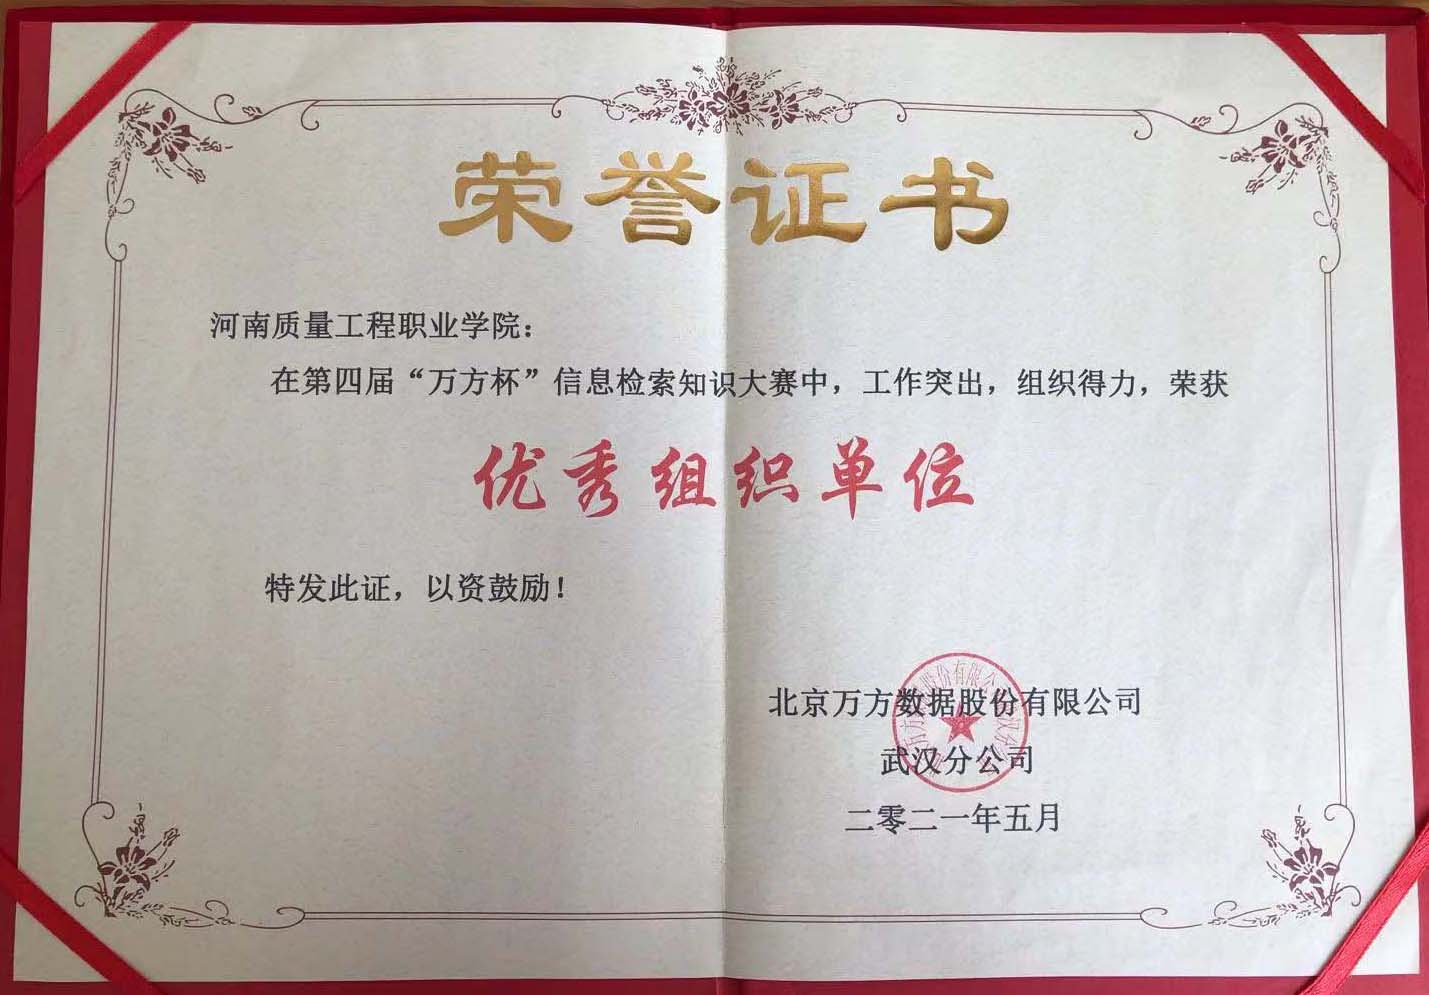 荣誉证书
河南质量工程职业学院：
在第四届“万方杯”信息检索知识大赛中，工作突出，组织得力，荣获
优秀组织单位
特发此证，以资鼓励！
北京万方数据股份有限公司
武汉分公司
二零二一年五月